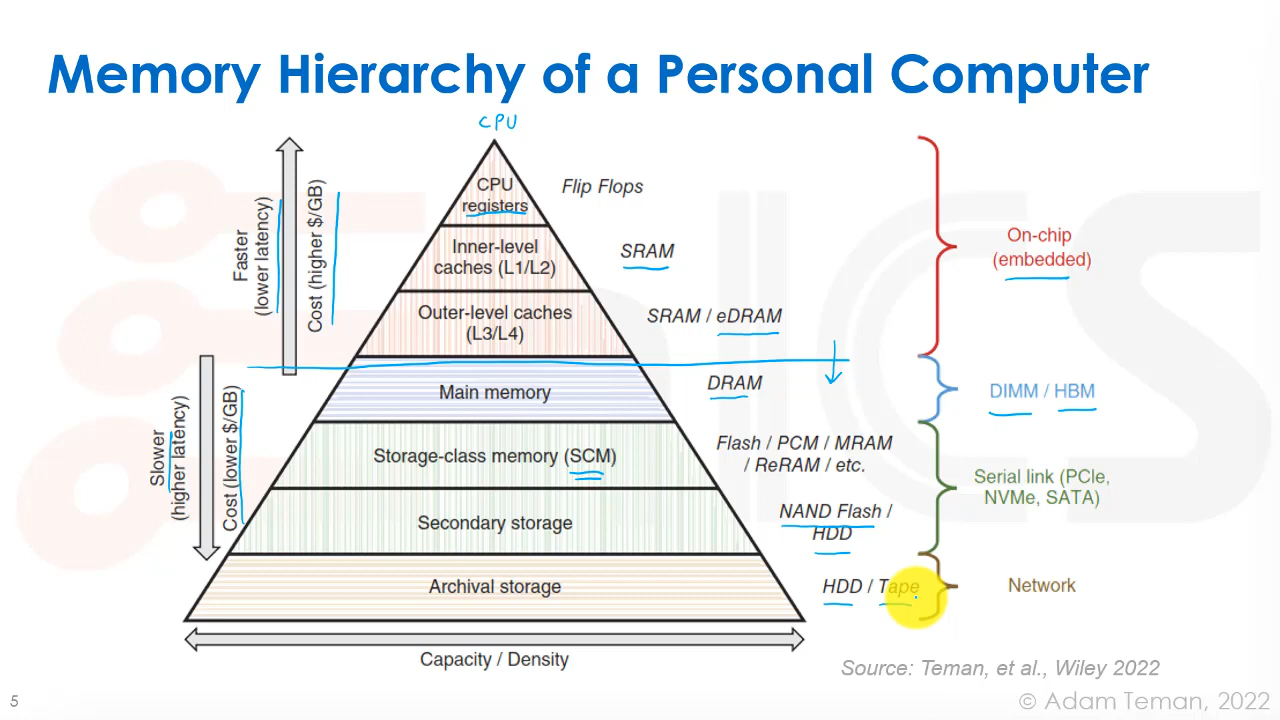 Memory Hierarchy of a Personal Computer
CPU
CPU
registers
Flip Flops
Inner-level
caches (L1/L2)
SRAM
Outer-level caches
(L3/L4)
SRAM / eDRAM
Main memory
DRAM
Storage-class memory (SCM)
Flash / PCM / MRAM
/ ReRAM / etc.
Secondary storage
NAND Flash /
HDD
Archival storage
HDD / Tape
Faster
(lower latency)
Cost (higher $/GB)
Slower
(higher latency)
Cost (lower $/GB)
On-chip
(embedded)
DIMM / HBM
Serial link (PCIe,
NVMe, SATA)
Network
Capacity / Density
Source: Teman, et al., Wiley 2022
5
© Adam Teman, 2022